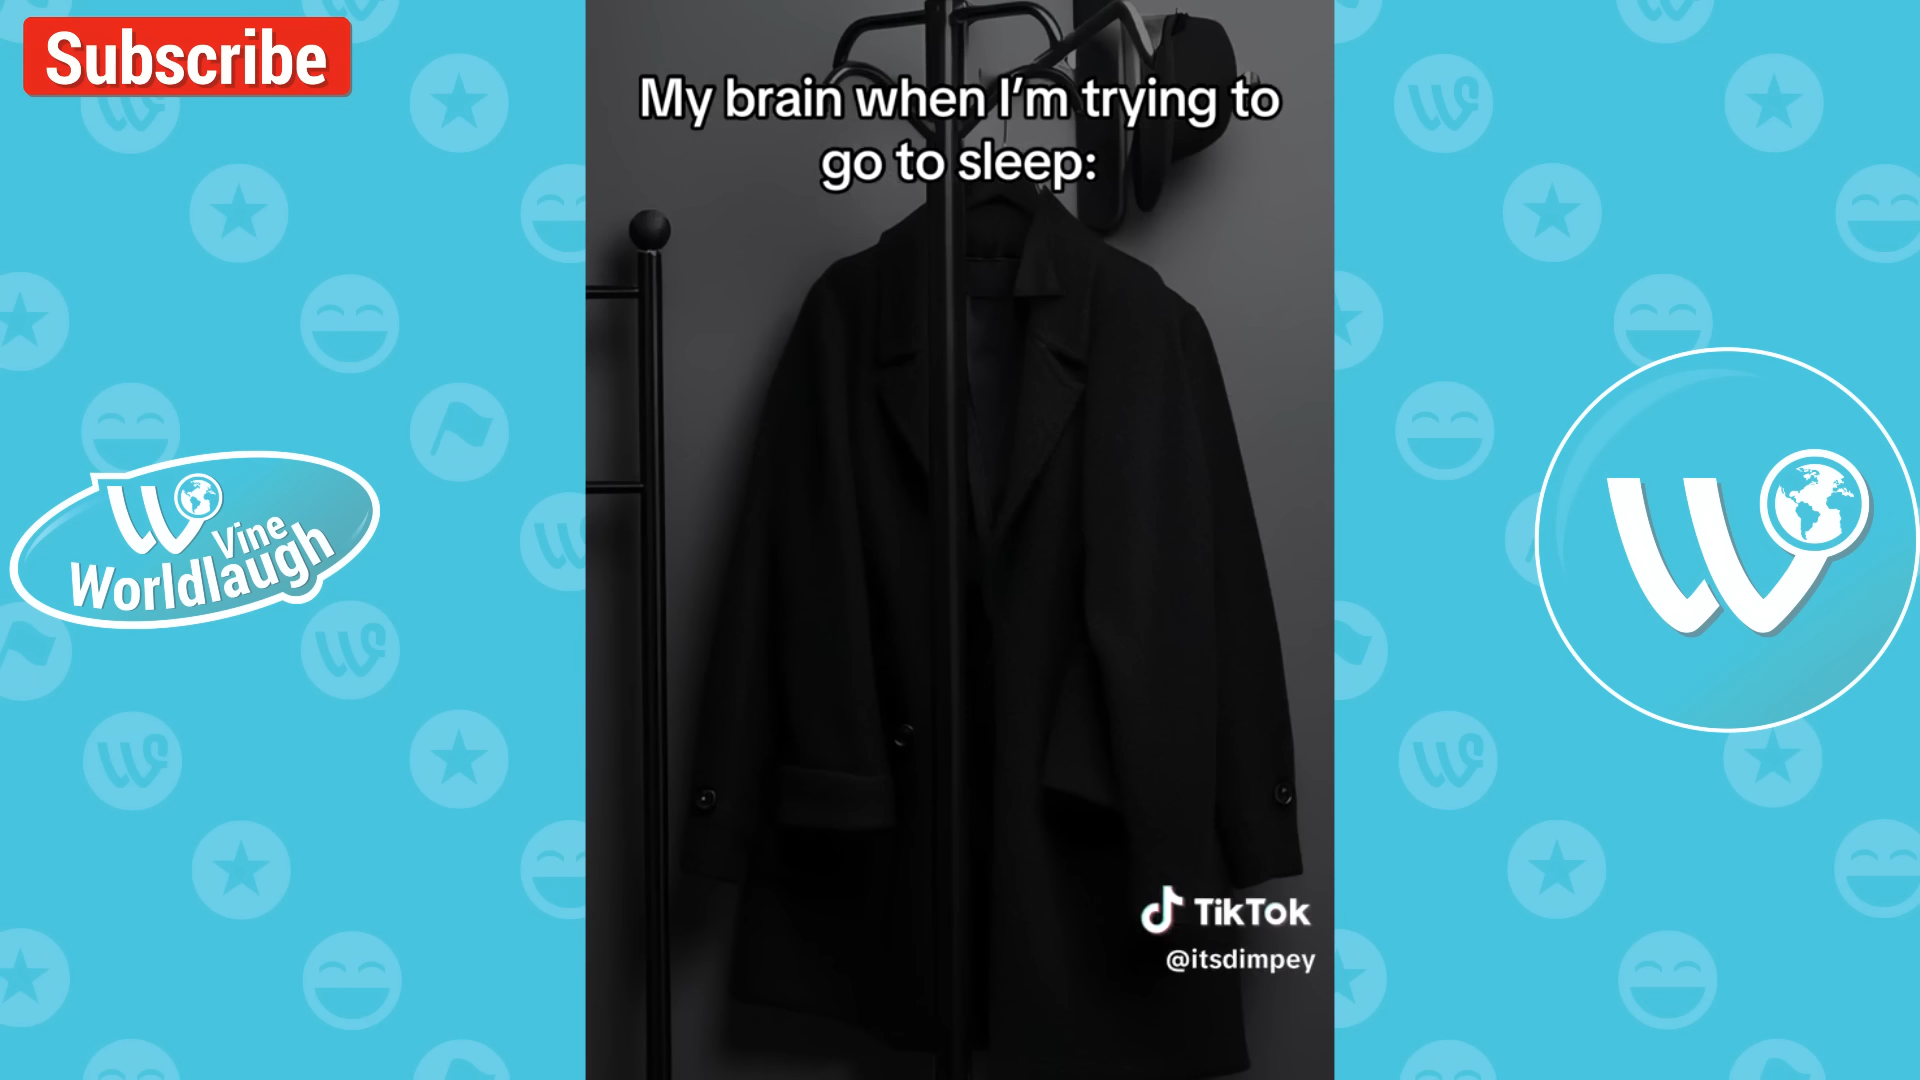 Subscribe
My brain when I'm trying to
go to sleep:
Vine
Worldlaugh
TikTok
@itsdimpey